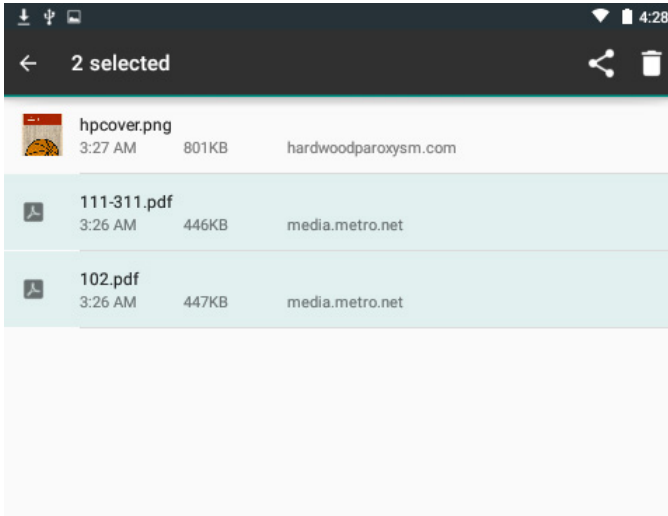 4:28
2 selected
hpcover.png
3:27 AM 801KB hardwoodparoxysm.com
111-311.pdf
3:26 AM 446KB media.metro.net
102.pdf
3:26 AM 447KB media.metro.net